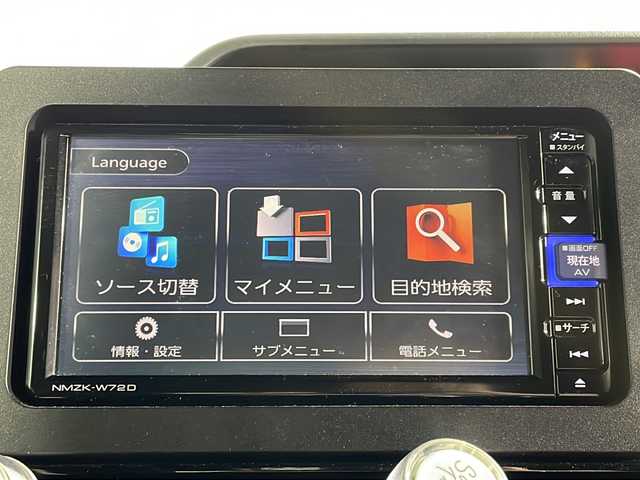 Language
ソース切替
マイメニュー
目的地検索
情報・設定
サブメニュー
電話メニュー
NMZK-W72D
メニュー
■スタンバイ
音量
■画面OFF
現在地
AV
■サーチ